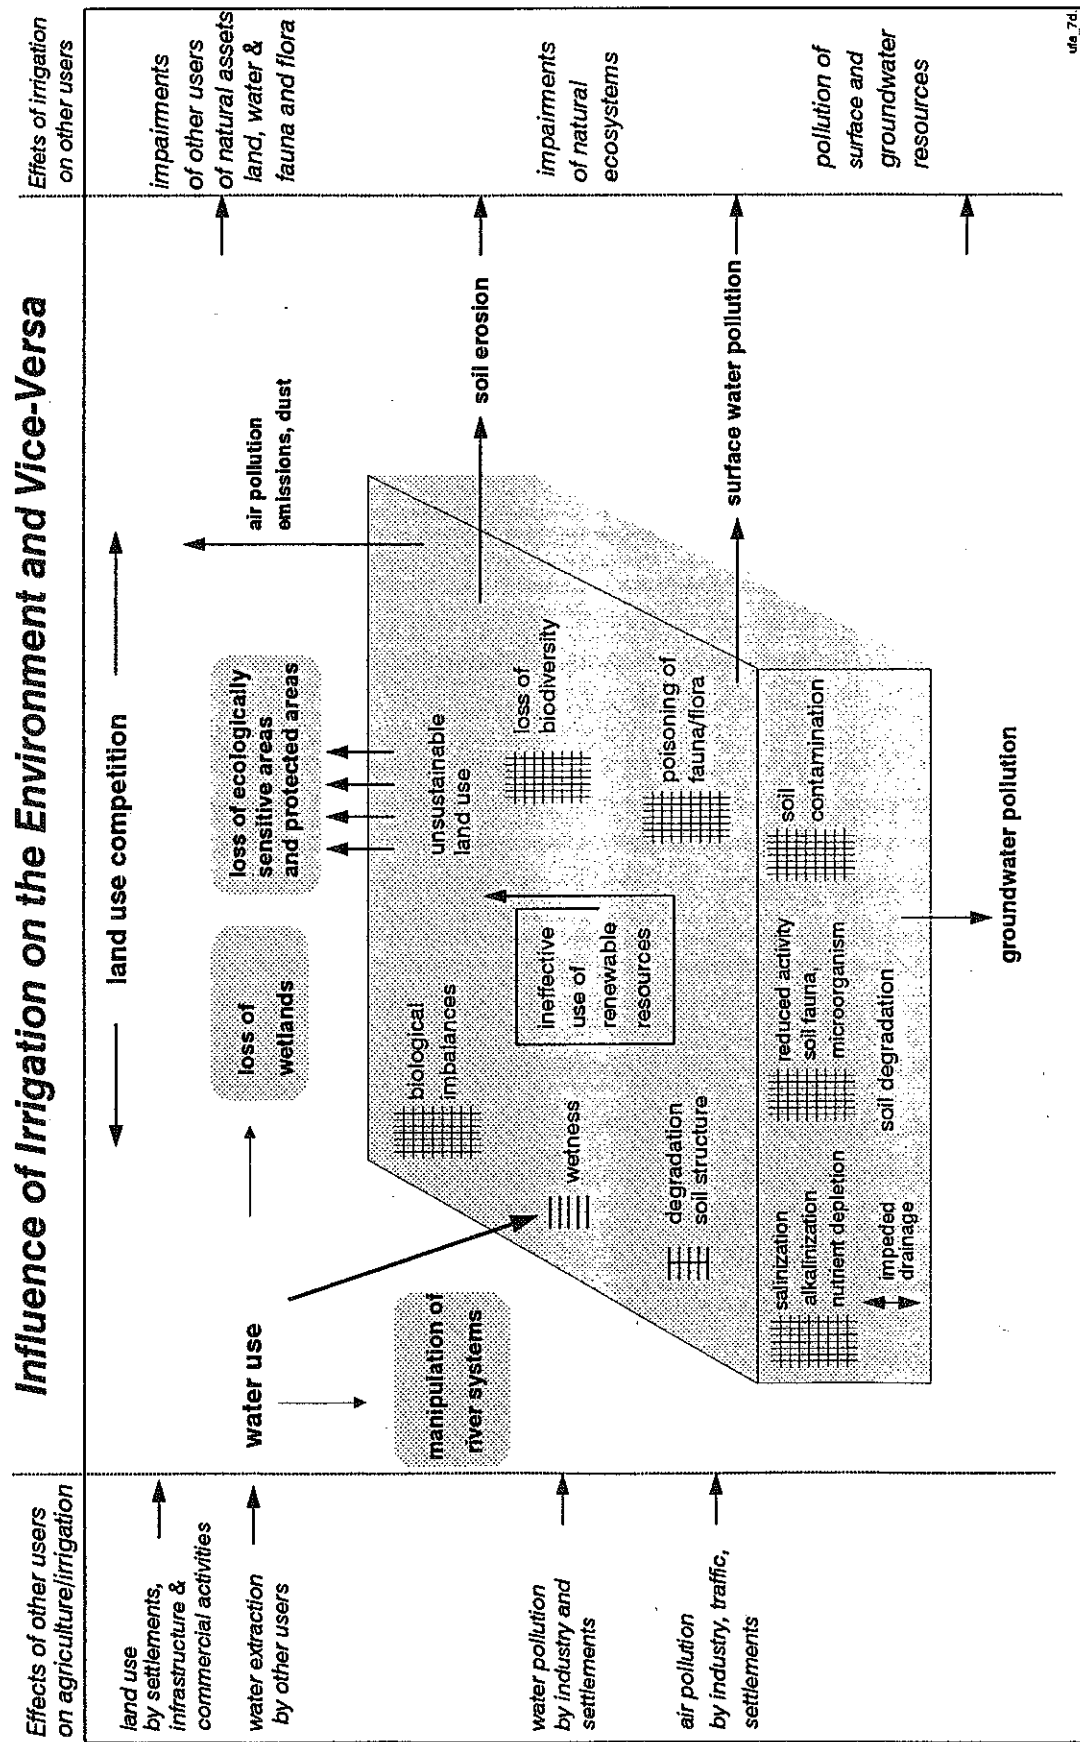 Influence of Irrigation on the Environment and Vice-Versa
Effects of other users
on agriculture/irrigation
land use
by settlements,
infrastructure &
commercial activities
water extraction
by other users
water pollution
by industry and
settlements
air pollution
by industry, traffic,
settlements
land use competition
water use
manipulation of
river systems
loss of
wetlands
loss of ecologically
sensitive areas
and protected areas
air pollution
emissions, dust
biological
imbalances
unsustainable
land use
soil erosion
wetness
ineffective
use of
renewable
resources
loss of
biodiversity
degradation
soil structure
poisoning of
fauna/flora
surface water pollution
salinization
alkalinization
nutrient depletion
reduced activity
soil fauna,
microorganism
soil
contamination
impeded
drainage
soil degradation
groundwater pollution
Effets of irrigation
on other users
impairments
of other users
of natural assets
land, water &
fauna and flora
impairments
of natural
ecosystems
pollution of
surface and
groundwater
resources